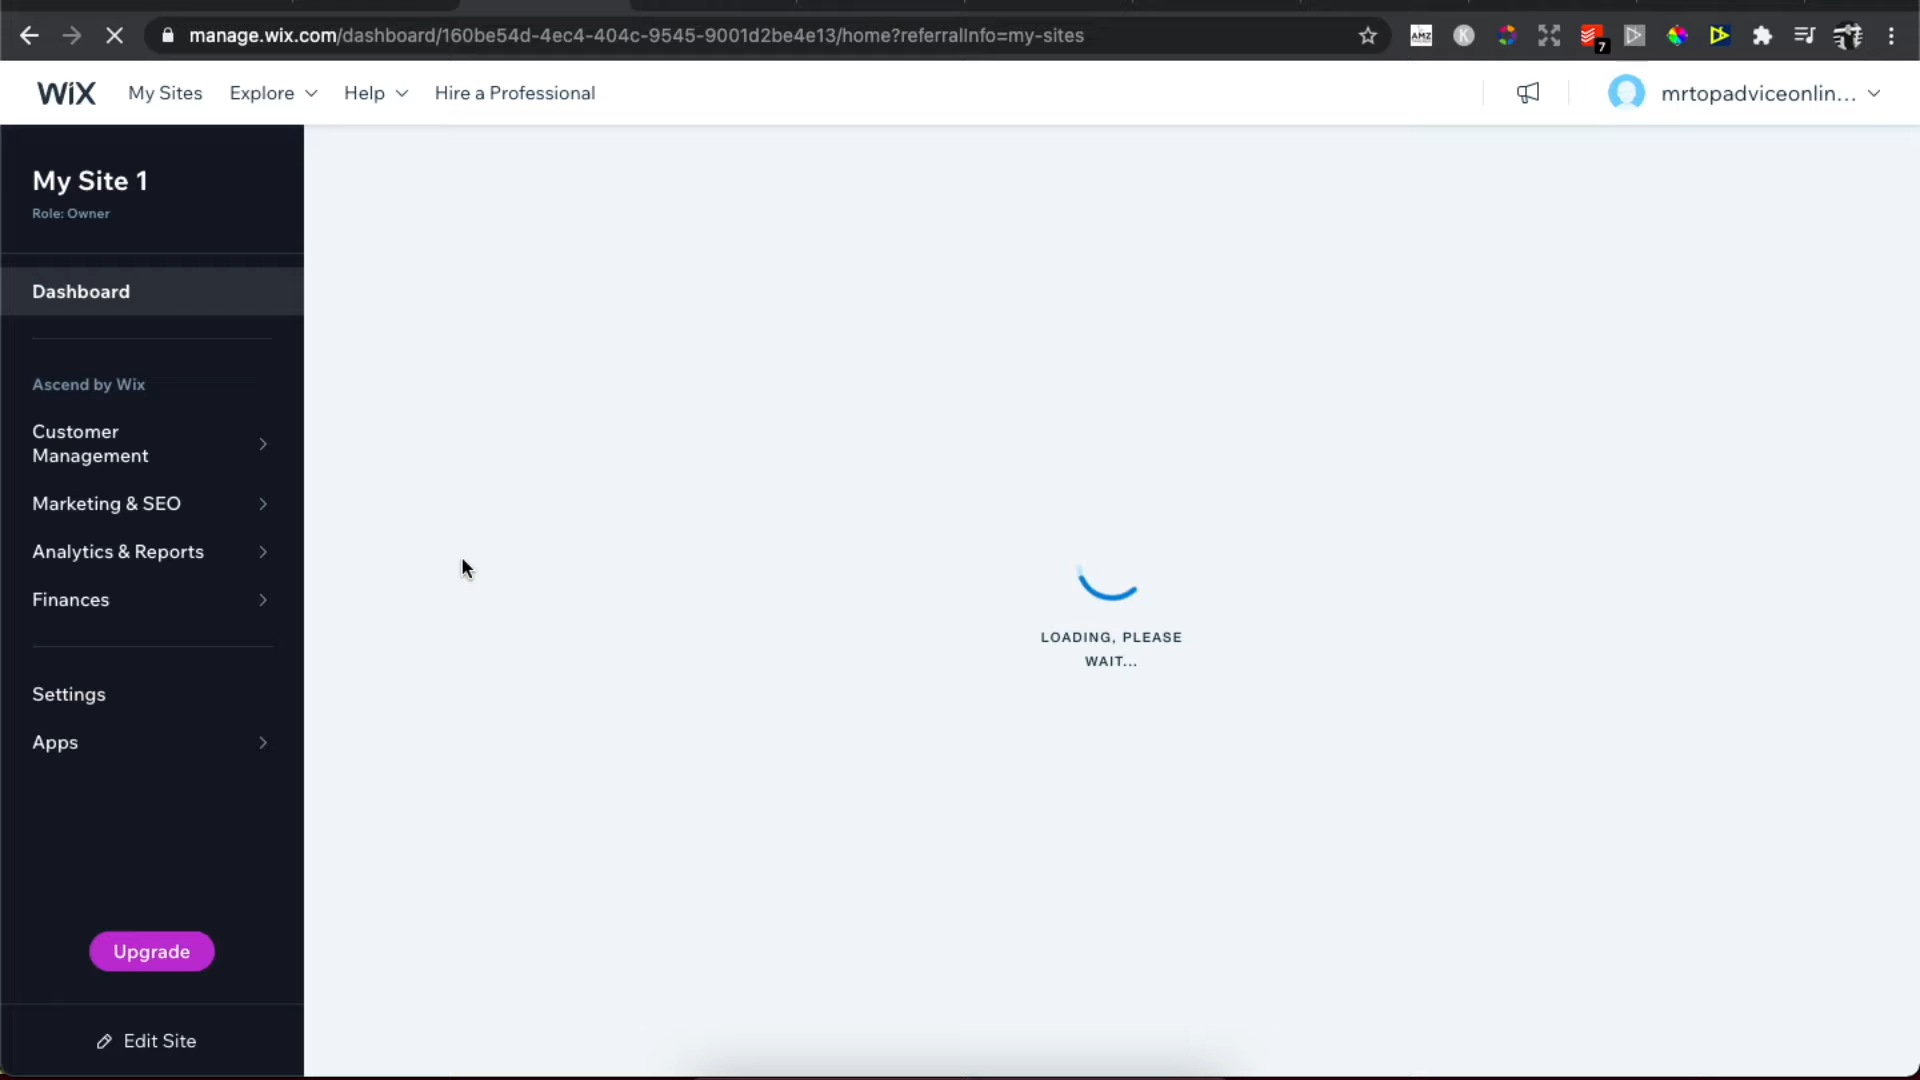 manage.wix.com/dashboard/160be54d-4ec4-404c-9545-9001d2be4e13/home?referralInfo=my-sites
AMZ
K
7
WiX
My Sites
Explore
Help
Hire a Professional
mrtopadviceonlin...
My Site 1
Role: Owner
Dashboard
Ascend by Wix
Customer
Management
Marketing & SEO
Analytics & Reports
Finances
Settings
Apps
LOADING, PLEASE
WAIT...
Upgrade
Edit Site